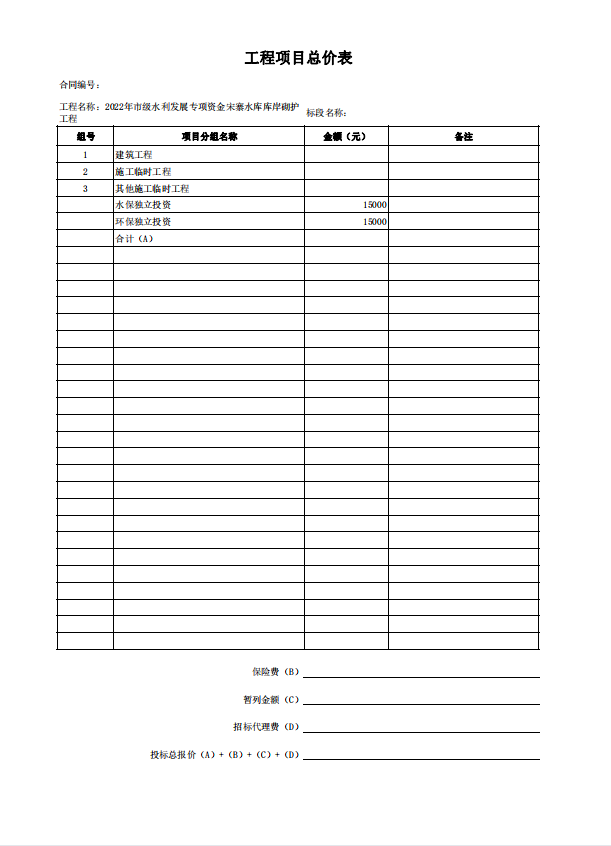 工程项目总价表
合同编号：
工程名称：2022年市级水利发展专项资金宋寨水库库岸砌护
工程
标段名称：
组号 项目分组名称 金额（元） 备注
1 建筑工程
2 施工临时工程
3 其他施工临时工程
水保独立投资 15000
环保独立投资 15000
合计（A）
保险费（B）
暂列金额（C）
招标代理费（D）
投标总报价（A）+（B）+（C）+（D）